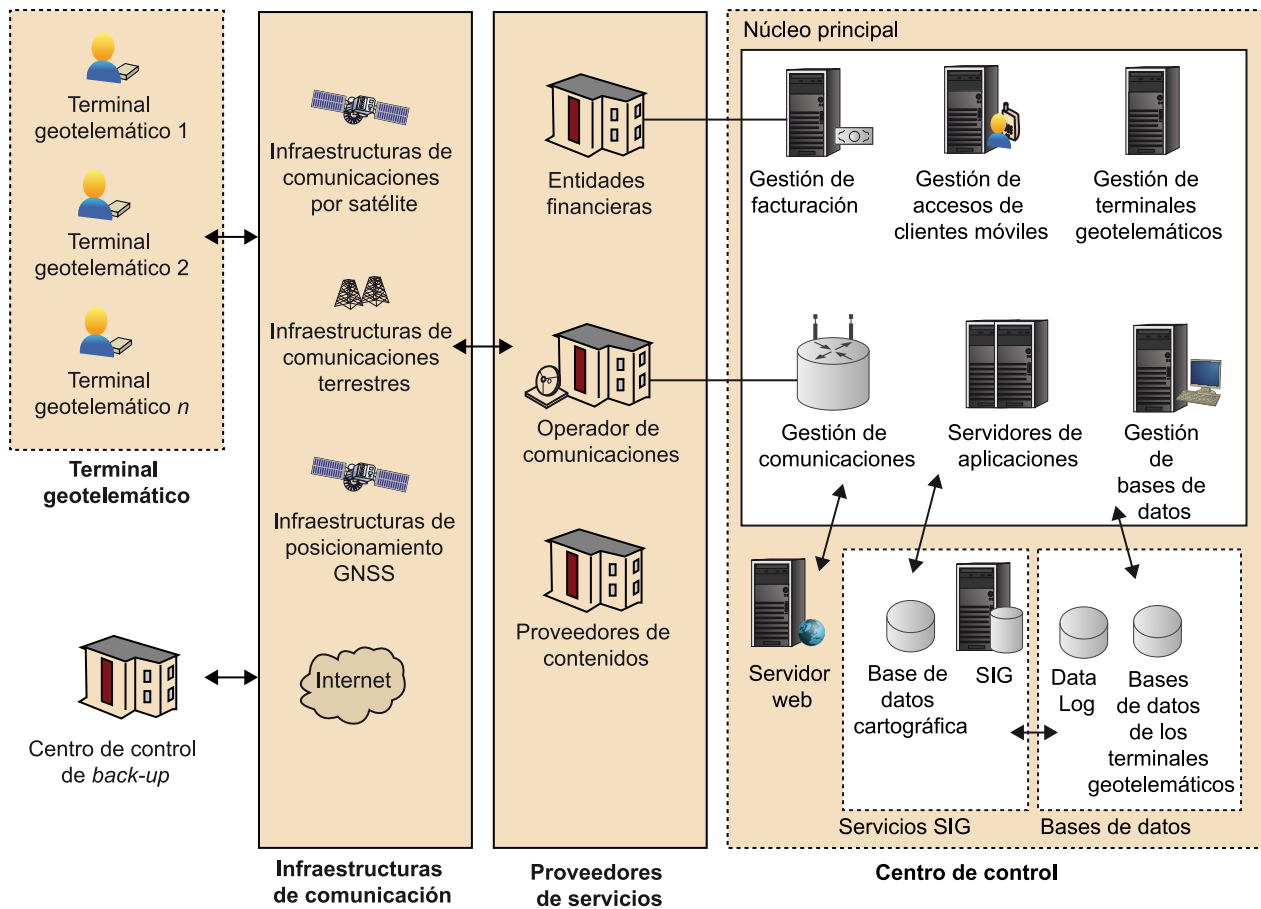 Terminal
geotelemático 1
Terminal
geotelemático 2
Terminal
geotelemático n
Terminal
geotelemático
Centro de control
de back-up
Infraestructuras de
comunicaciones
por satélite
Infraestructuras de
comunicaciones
terrestres
Infraestructuras de
posicionamiento
GNSS
Internet
Infraestructuras
de comunicación
Entidades
financieras
Operador de
comunicaciones
Proveedores de
contenidos
Proveedores
de servicios
Núcleo principal
Gestión de
facturación
Gestión de
accesos de
clientes móviles
Gestión de
terminales
geotelemáticos
Gestión de
comunicaciones
Servidores de
aplicaciones
Gestión
de
bases de
datos
Servidor
web
Base de
datos
cartográfica
SIG
Data
Log
Bases
de datos
de los
terminales
geotelemáticos
Servicios SIG
Bases de datos
Centro de control